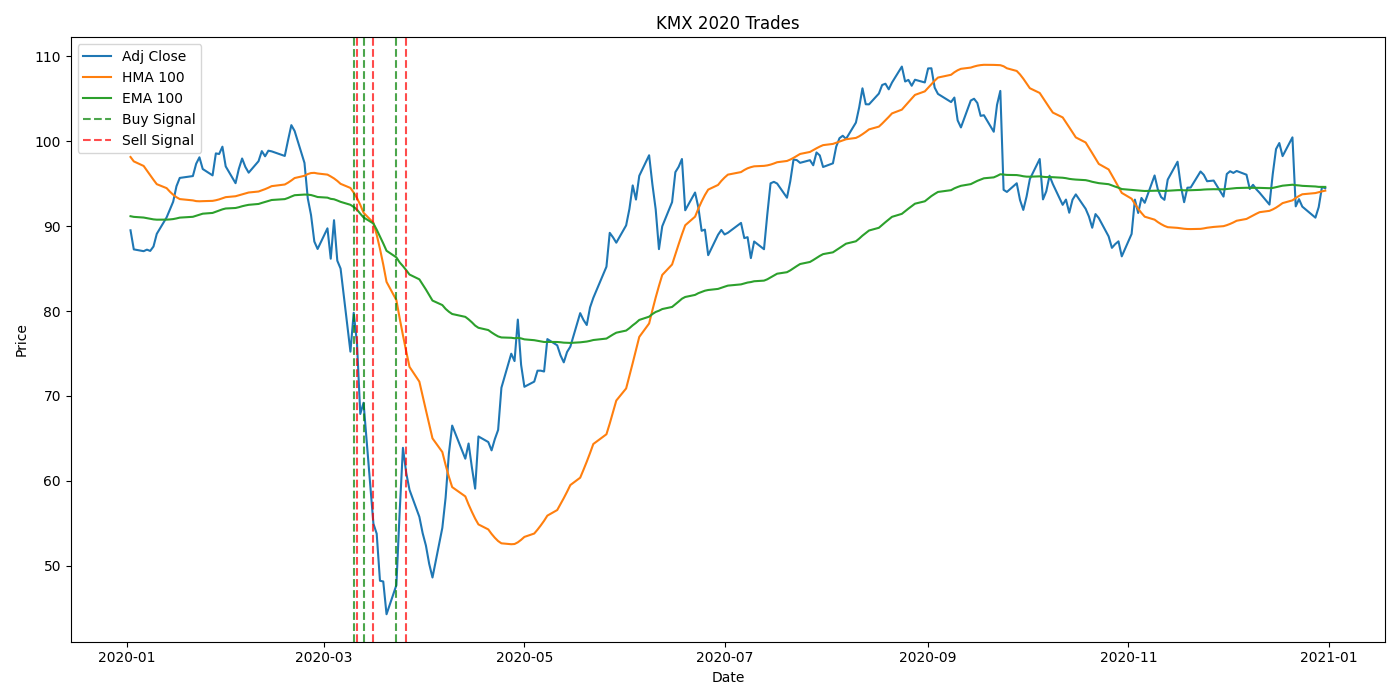 KMX 2020 Trades
Adj Close
HMA 100
EMA 100
Buy Signal
Sell Signal
110
100
90
80
70
60
50
Price
2020-01
2020-03
2020-05
2020-07
2020-09
2020-11
2021-01
Date